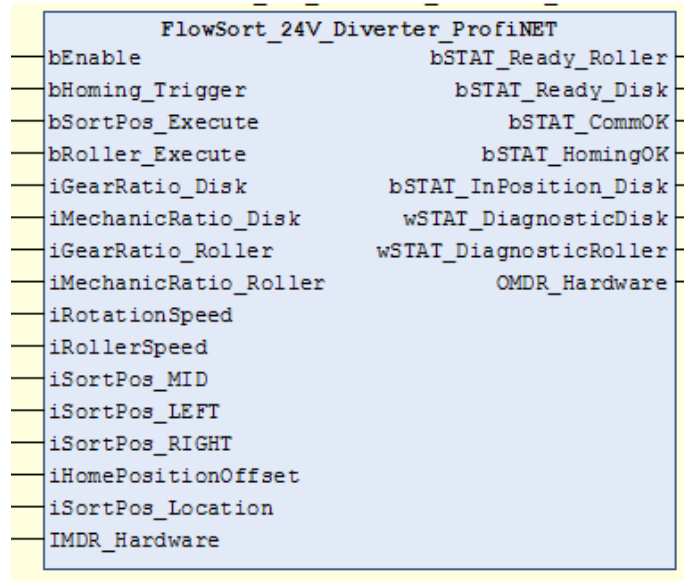 FlowSort_24V_Diverter_ProfiNET
bEnable bSTAT_Ready_Roller
bHoming_Trigger bSTAT_Ready_Disk
bSortPos_Execute bSTAT_CommOK
bRoller_Execute bSTAT_HomingOK
iGearRatio_Disk bSTAT_InPosition_Disk
iMechanicRatio_Disk wSTAT_DiagnosticDisk
iGearRatio_Roller wSTAT_DiagnosticRoller
iMechanicRatio_Roller OMDR_Hardware
iRotationSpeed
iRollerSpeed
iSortPos_MID
iSortPos_LEFT
iSortPos_RIGHT
iHomePositionOffset
iSortPos_Location
IMDR_Hardware